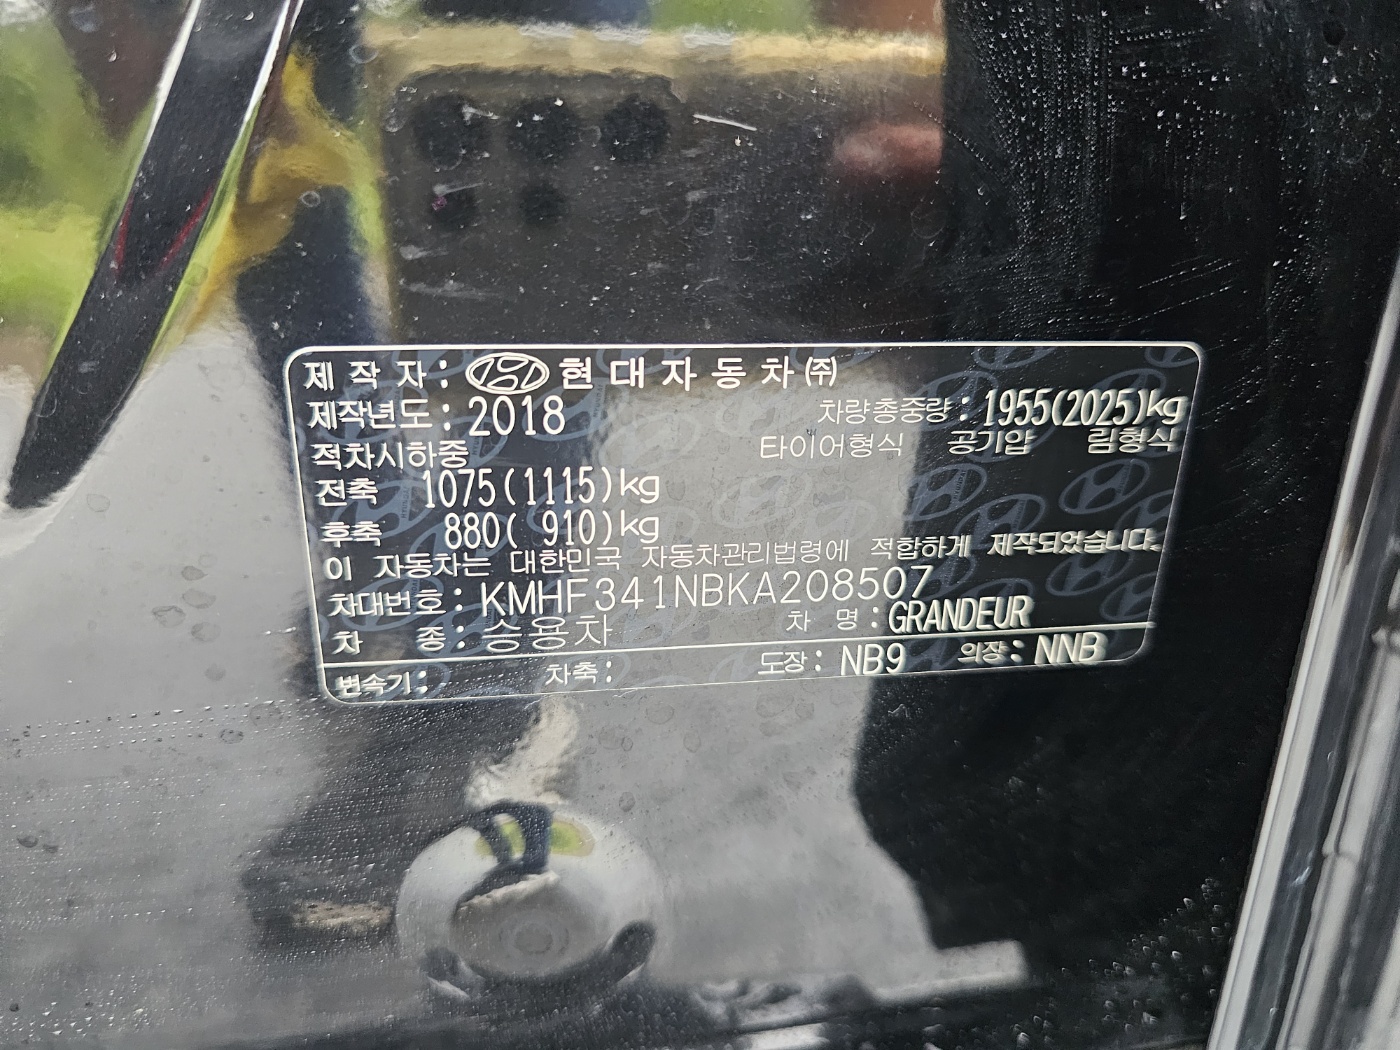 제 작 자 : 현 대 자 동 차 ㈜
제작년도 : 2018 차량총중량 : 1955(2025)kg
적차시하중 타이어형식 공기압 림형식
전축 1075(1115)kg
후축 880( 910)kg
이 자동차는 대한민국 자동차관리법령에 적합하게 제작되었습니다.
차대번호 : KMHF341NBKA208507
차 종 : 승용차 차 명 : GRANDEUR
변속기 : 차축 : 도장 : NB9 의장 : NNB